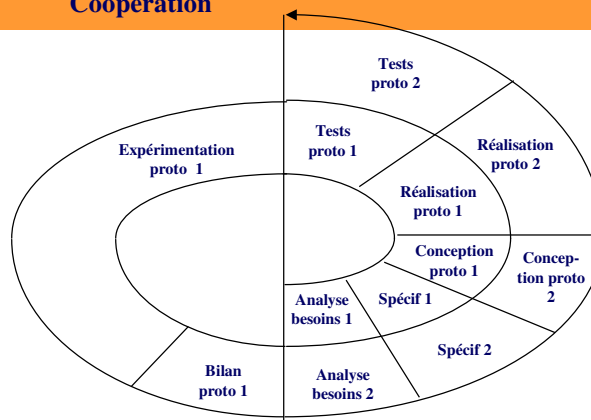 Coopération
Tests
proto 2
Tests
proto 1
Expérimentation
proto 1
Réalisation
proto 2
Réalisation
proto 1
Conception
proto 1
Concep-
tion proto
2
Analyse
besoins 1
Spécif 1
Spécif 2
Bilan
proto 1
Analyse
besoins 2